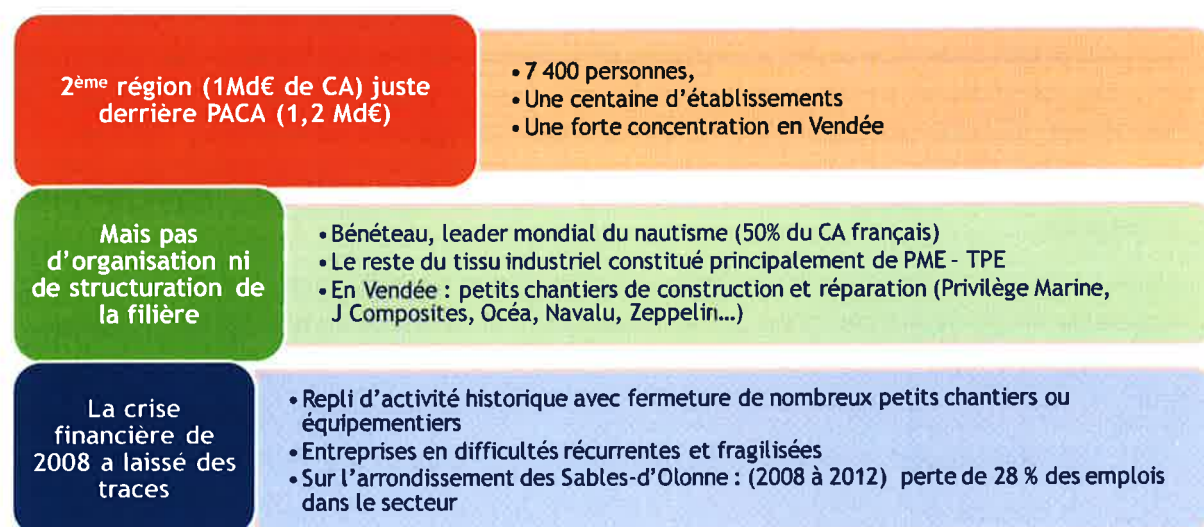 2ème région (1Md€ de CA) juste
derrière PACA (1,2 Md€)
• 7 400 personnes,
• Une centaine d'établissements
• Une forte concentration en Vendée
Mais pas
d'organisation ni
de structuration de
la filière
• Bénéteau, leader mondial du nautisme (50% du CA français)
• Le reste du tissu industriel constitué principalement de PME - TPE
• En Vendée : petits chantiers de construction et réparation (Privilège Marine,
J Composites, Océa, Navalu, Zeppelin...)
La crise
financière de
2008 a laissé des
traces
• Repli d'activité historique avec fermeture de nombreux petits chantiers ou
équipementiers
• Entreprises en difficultés récurrentes et fragilisées
• Sur l'arrondissement des Sables-d'Olonne : (2008 à 2012) perte de 28 % des emplois
dans le secteur